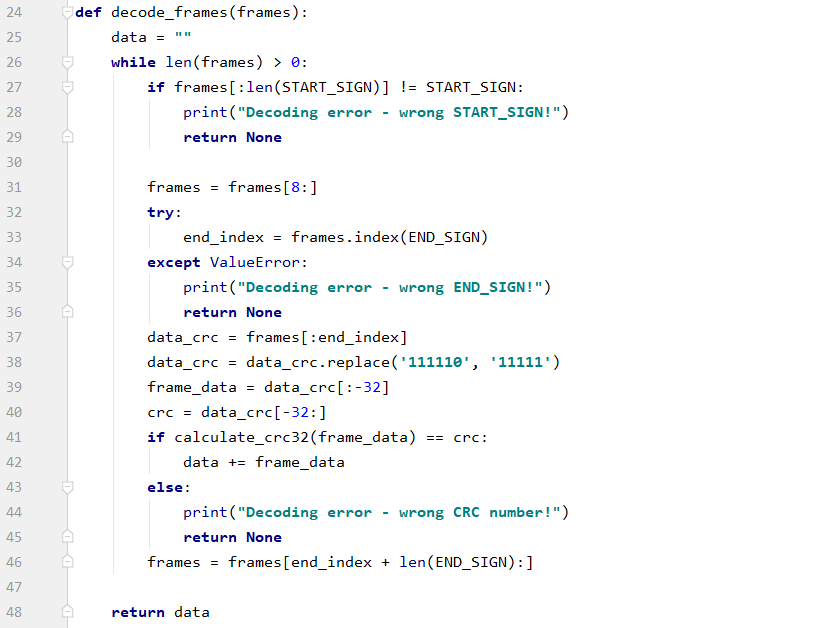 24 def decode_frames(frames):
25     data = ""
26     while len(frames) > 0:
27         if frames[:len(START_SIGN)] != START_SIGN:
28             print("Decoding error - wrong START_SIGN!")
29             return None
30
31         frames = frames[8:]
32         try:
33             end_index = frames.index(END_SIGN)
34         except ValueError:
35             print("Decoding error - wrong END_SIGN!")
36             return None
37         data_crc = frames[:end_index]
38         data_crc = data_crc.replace('111110', '11111')
39         frame_data = data_crc[:-32]
40         crc = data_crc[-32:]
41         if calculate_crc32(frame_data) == crc:
42             data += frame_data
43         else:
44             print("Decoding error - wrong CRC number!")
45             return None
46         frames = frames[end_index + len(END_SIGN):]
47
48     return data